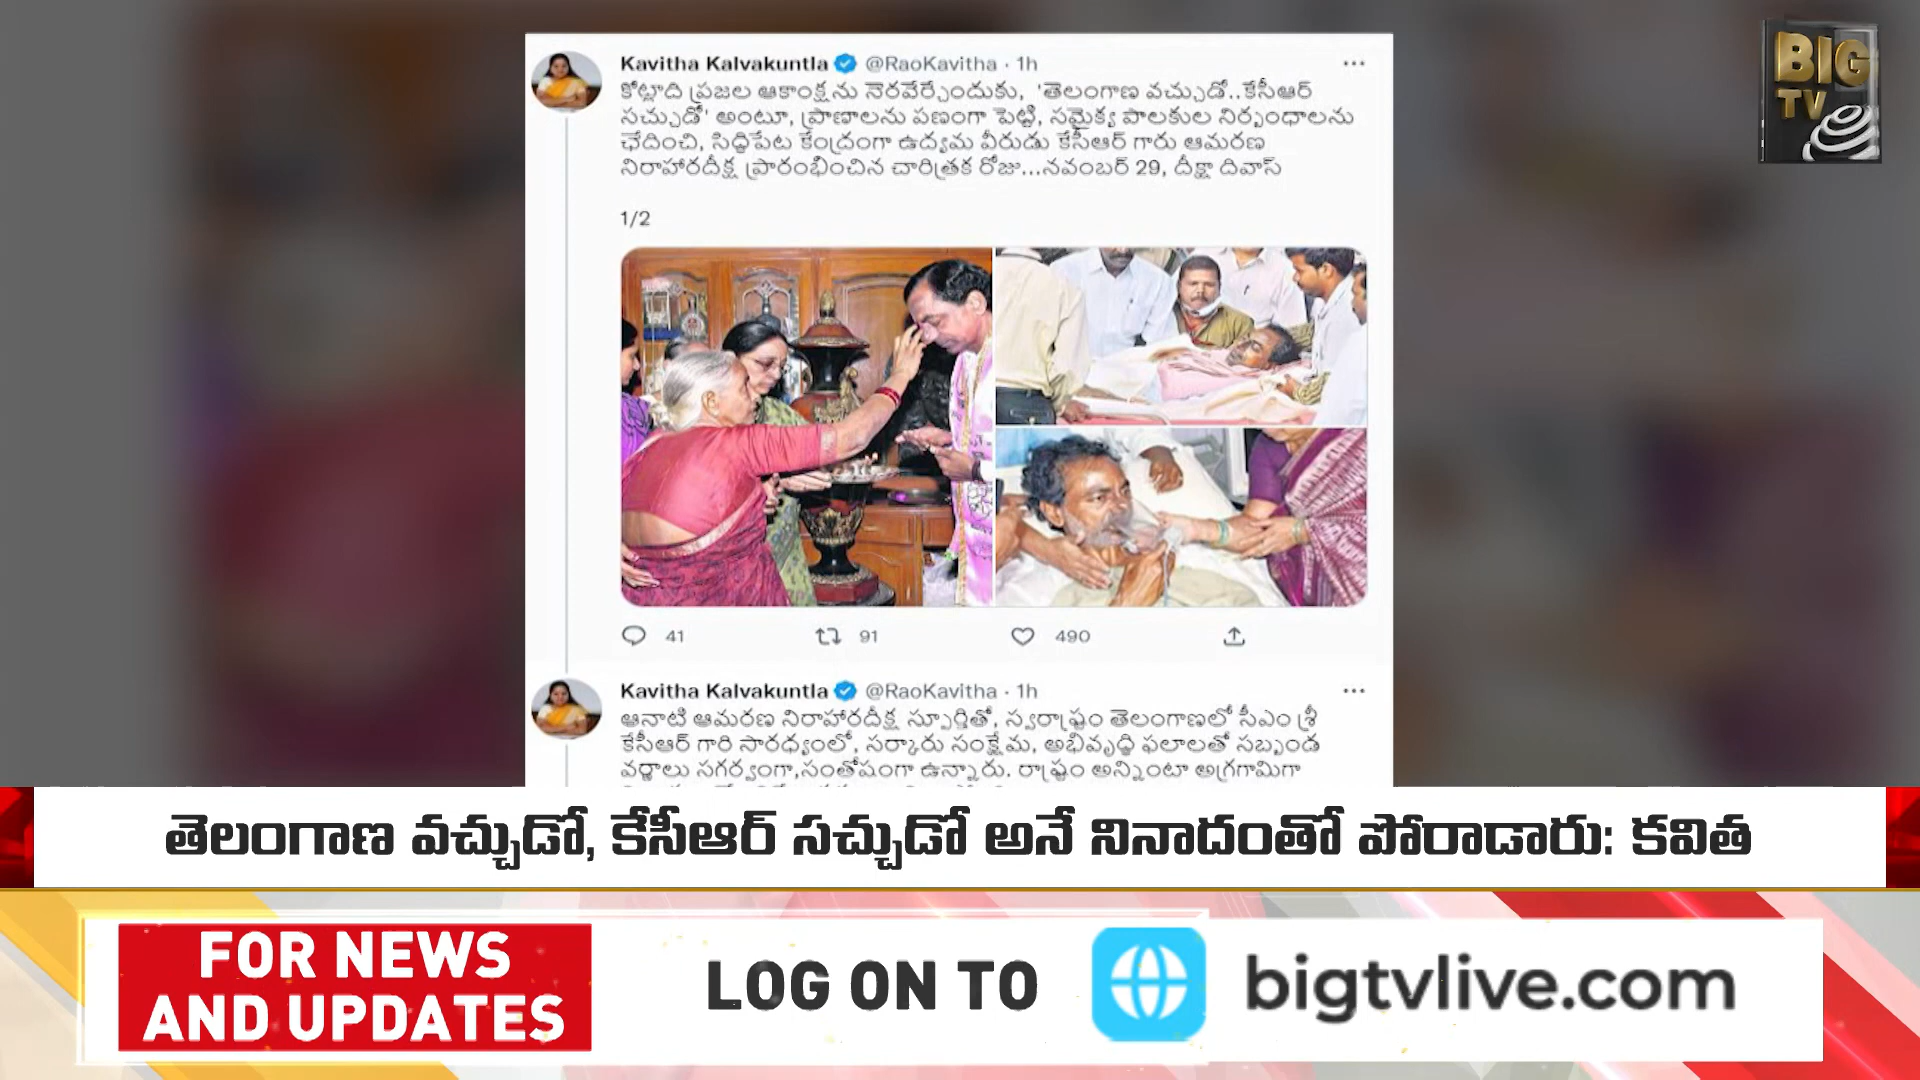 BIG
TV
Kavitha Kalvakuntla @RaoKavitha · 1h
కోట్లాది ప్రజల ఆకాంక్షను నెరవేర్చేందుకు, 'తెలంగాణ వచ్చుడో..కేసీఆర్
సచ్చుడో' అంటూ, ప్రాణాలను పణంగా పెట్టి, సమైక్య పాలకుల నిర్బంధాలను
ఛేదించి, సిద్ధిపేట కేంద్రంగా ఉద్యమ వీరుడు కేసీఆర్ గారు ఆమరణ
నిరాహారదీక్ష ప్రారంభించిన చారిత్రక రోజు...నవంబర్ 29, దీక్షా దివాస్
1/2
41 91 490
Kavitha Kalvakuntla @RaoKavitha · 1h
ఆనాటి ఆమరణ నిరాహారదీక్ష స్ఫూర్తితో, స్వరాష్ట్రం తెలంగాణలో సీఎం శ్రీ
కేసీఆర్ గారి సారధ్యంలో, సర్కారు సంక్షేమ, అభివృద్ధి ఫలాలతో సబ్బండ
వర్ణాలు సగర్వంగా,సంతోషంగా ఉన్నారు. రాష్ట్రం అన్నింటా అగ్రగామిగా
తెలంగాణ వచ్చుడో, కేసీఆర్ సచ్చుడో అనే నినాదంతో పోరాడారు: కవిత
FOR NEWS
AND UPDATES
LOG ON TO
bigtvlive.com